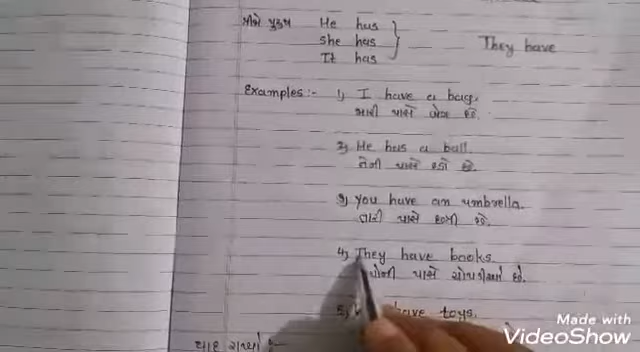 ત્રીજો પુરુષ He has
She has They have
It has
Examples:- 1) I have a bag.
મારી પાસે બેગ છે.
2) He has a ball
તેની પાસે દડો છે.
3) You have an umbrella.
તારી પાસે છત્રી છે.
4) They have books.
પાસે ચોપડીઓ છે.
5) have toys.
યાદ રાખો :-
Made with
VideoShow